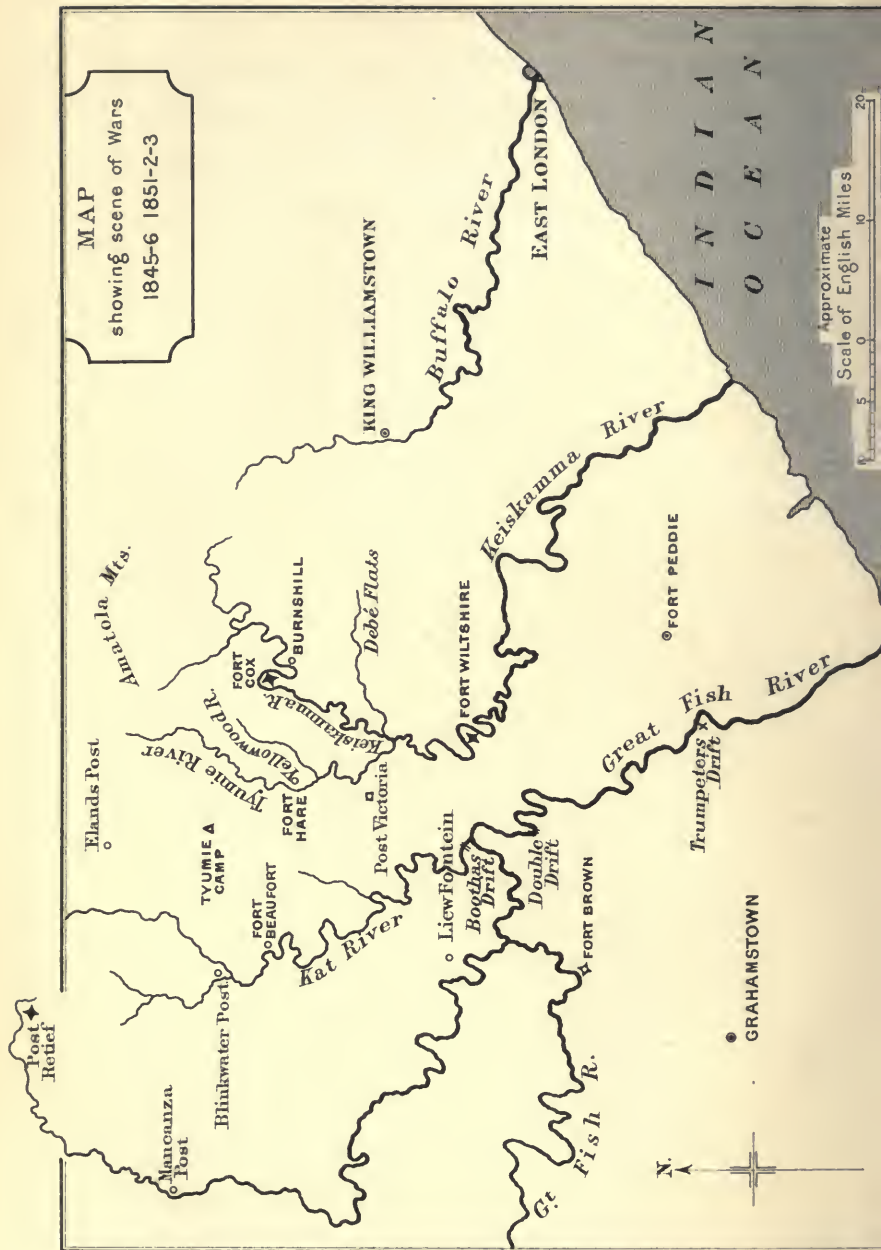 MAP
showing scene of Wars
1845-6 1851-2-3
Post
Retief
Mancanza
Post
Blinkwater Post
Elands Post
Amatola Mts.
TYUMIE
CAMP
FORT
BEAUFORT
FORT
HARE
Tyumie River
Yellowwood R.
FORT
COX
BURNSHILL
Keiskamma R.
Debé Flats
KING WILLIAMSTOWN
Buffalo River
EAST LONDON
Post Victoria
Kat River
Liew Fontein
Boothas
Drift
Double
Drift
FORT WILTSHIRE
Keiskamma River
FORT BROWN
FORT PEDDIE
Great Fish River
Trumpeters
Drift
Gt. Fish R.
GRAHAMSTOWN
N.
INDIAN
OCEAN
Approximate
Scale of English Miles
5 0 10 20